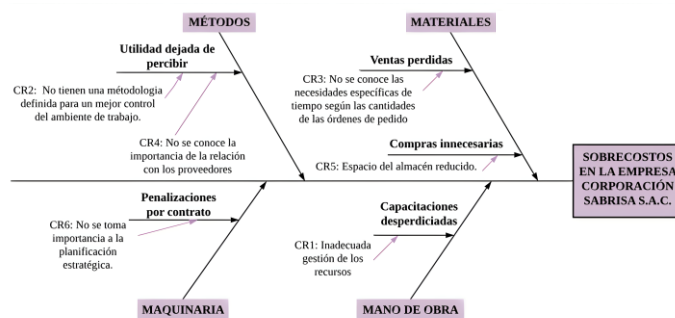 MÉTODOS
MATERIALES
Utilidad dejada de
percibir
CR2: No tienen una métodologia
definida para un mejor control
del ambiente de trabajo.
CR4: No se conoce la
importancia de la relación
con los proveedores
Ventas perdidas
CR3: No se conoce las
necesidades específicas de
tiempo según las cantidades
de las órdenes de pedido
Compras innecesarias
CR5: Espacio del almacén reducido.
SOBRECOSTOS
EN LA EMPRESA
CORPORACIÓN
SABRISA S.A.C.
Penalizaciones
por contrato
CR6: No se toma
importancia a la
planificación
estratégica.
Capacitaciones
desperdiciadas
CR1: Inadecuada
gestión de los
recursos
MAQUINARIA
MANO DE OBRA